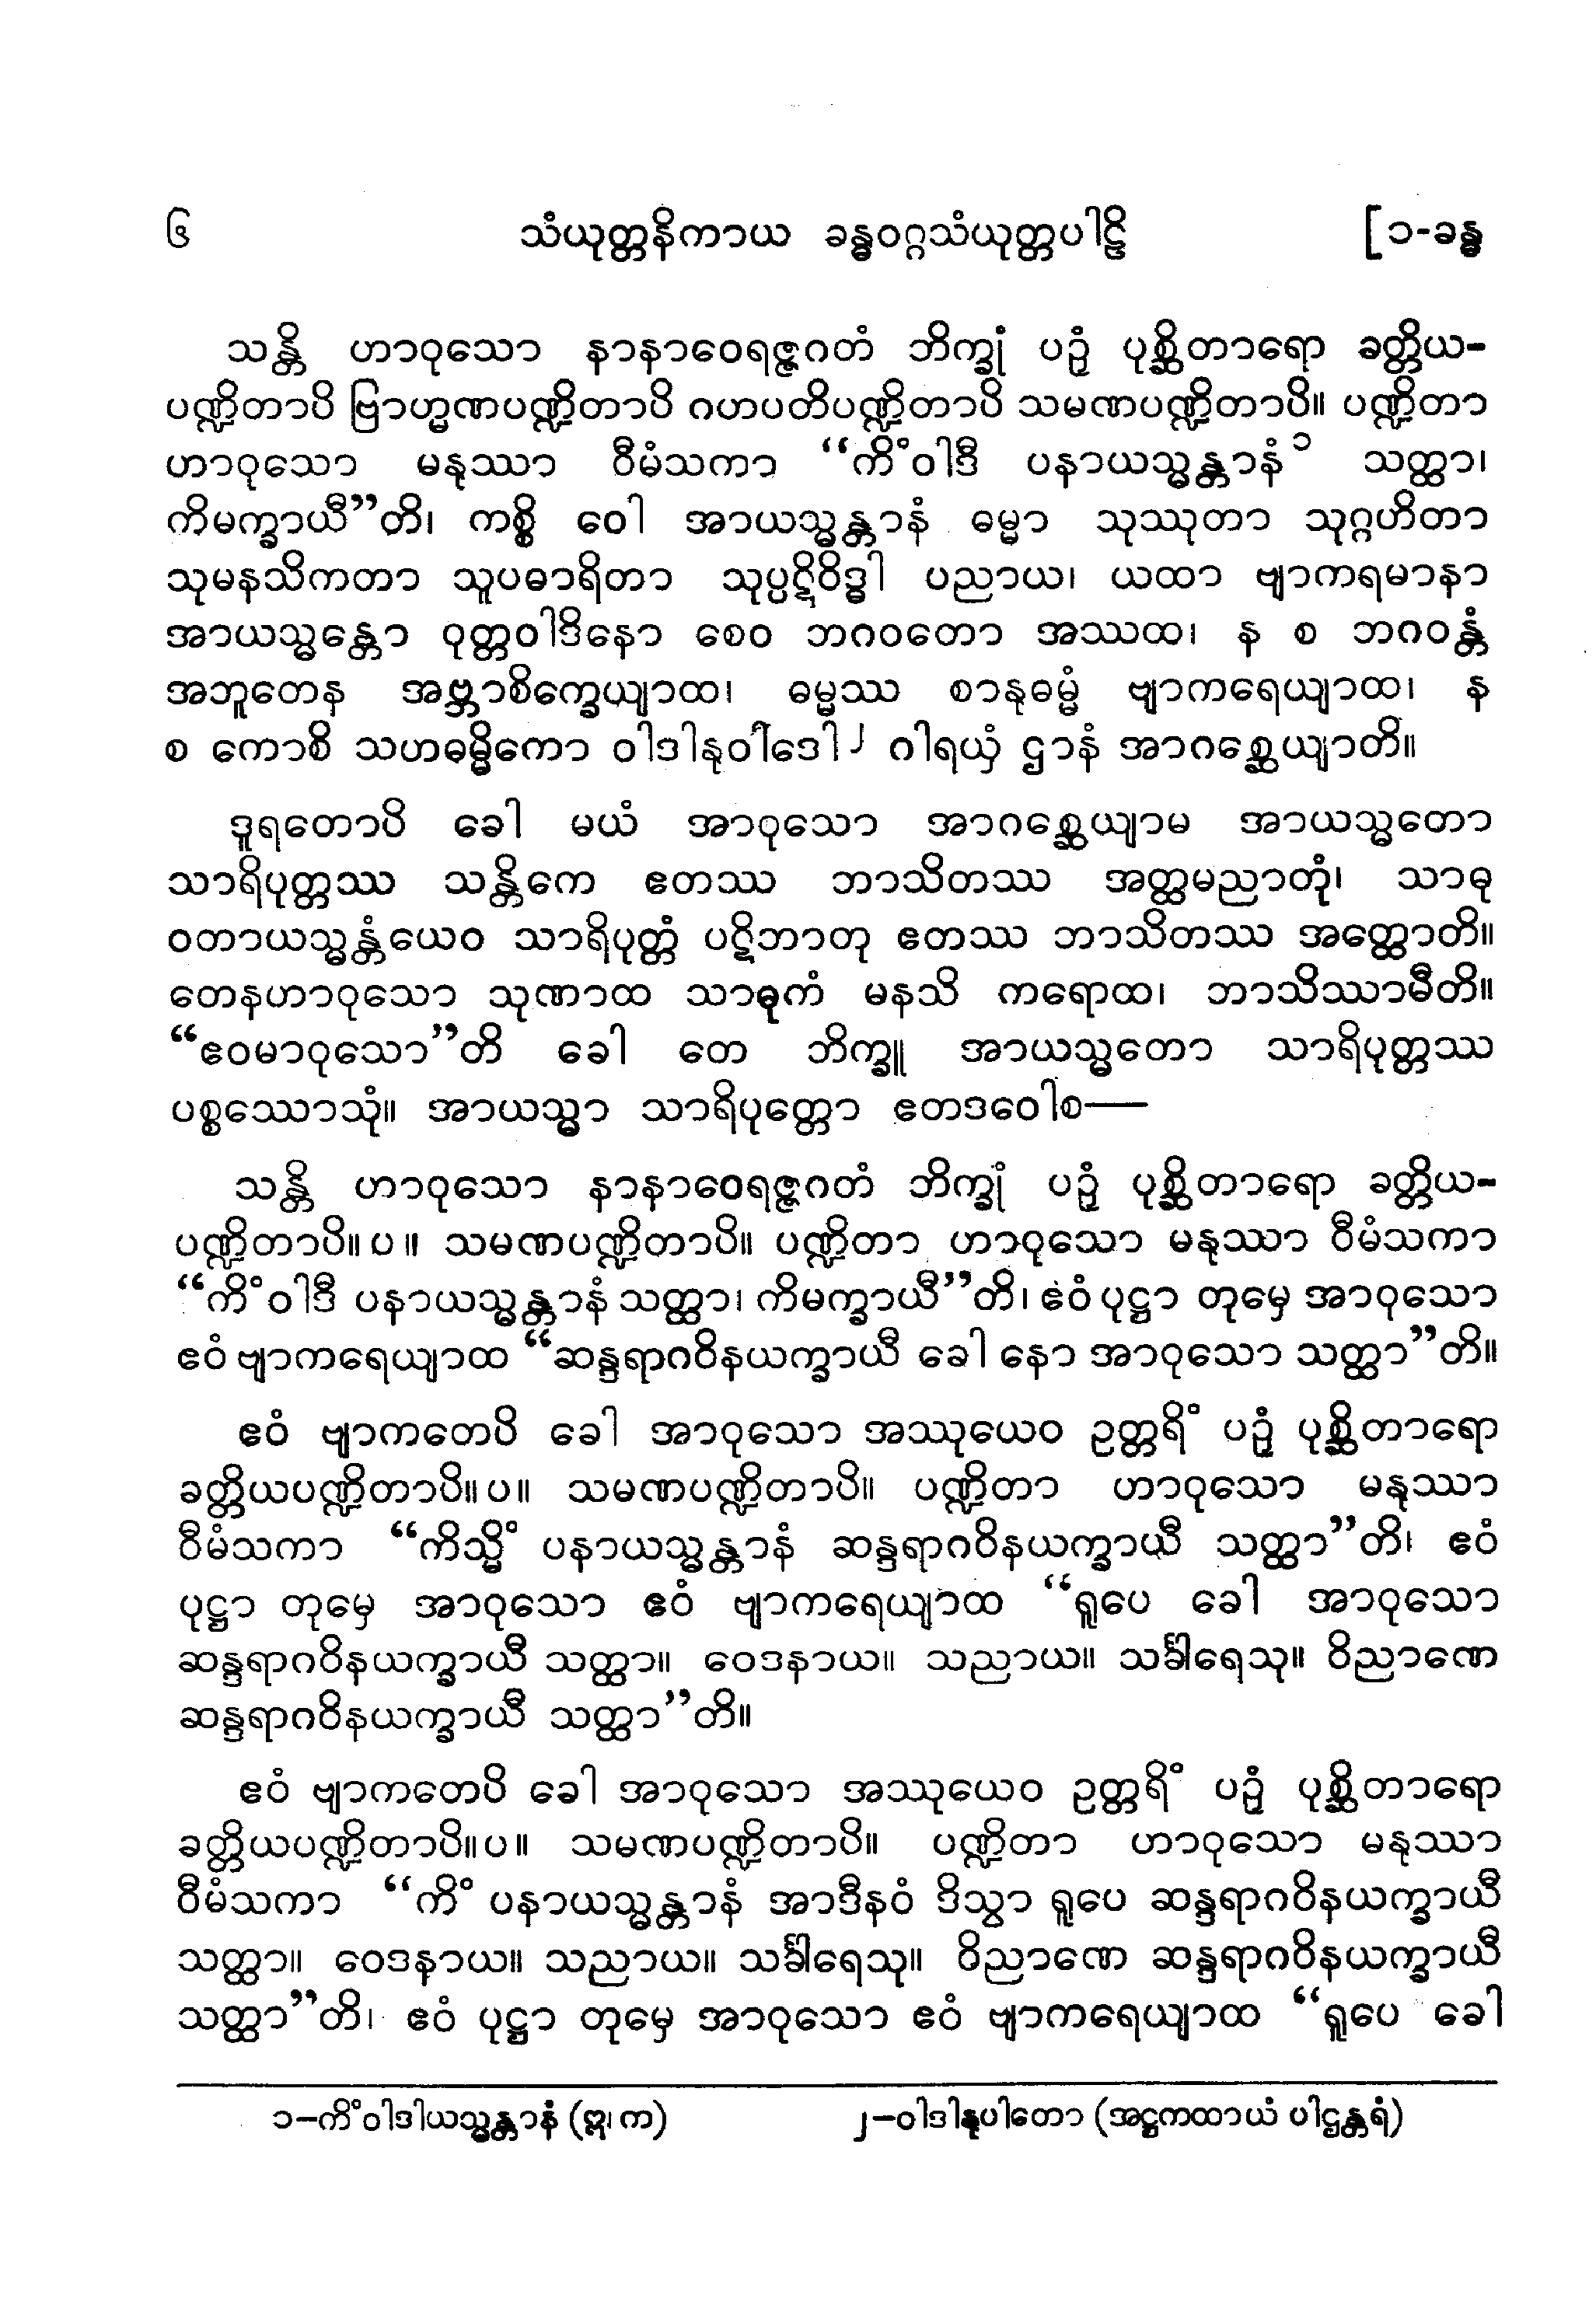 ၆ သံယုတ္တနိကာယ ခန္ဓဝဂ္ဂသံယုတ္တပါဠိ [၁-ခန္ဓ
သန္တိ ဟာဝုသော နာနာဝေရဇ္ဇဂတံ ဘိက္ခုံ ပဉှံ ပုစ္ဆိတာရော ခတ္တိယ-
ပဏ္ဍိတာပိ ဗြာဟ္မဏပဏ္ဍိတာပိ ဂဟပတိပဏ္ဍိတာပိ သမဏပဏ္ဍိတာပိ။ ပဏ္ဍိတာ
ဟာဝုသော မနုဿာ ဝီမံသကာ “ကိံဝါဒီ ပနာယသ္မန္တာနံ ၁ သတ္ထာ၊
ကိမက္ခာယီ”တိ၊ ကစ္စိ ဝေါ အာယသ္မန္တာနံ ဓမ္မာ သုဿုတာ သုဂ္ဂဟိတာ
သုမနသိကတာ သူပဓာရိတာ သုပ္ပဋိဝိဒ္ဓါ ပညာယ၊ ယထာ ဗျာကရမာနာ
အာယသ္မန္တော ဝုတ္တဝါဒိနော စေဝ ဘဂဝတော အဿထ၊ န စ ဘဂဝန္တံ
အဘူတေန အဗ္ဘာစိက္ခေယျာထ၊ ဓမ္မဿ စာနုဓမ္မံ ဗျာကရေယျာထ၊ န
စ ကောစိ သဟဓမ္မိကော ဝါဒါနုဝါဒေါ ၂ ဂါရယှံ ဌာနံ အာဂစ္ဆေယျာတိ။
ဒူရတောပိ ခေါ မယံ အာဝုသော အာဂစ္ဆေယျာမ အာယသ္မတော
သာရိပုတ္တဿ သန္တိကေ ဧတဿ ဘာသိတဿ အတ္ထမညာတုံ၊ သာဓု
ဝတာယသ္မန္တံယေဝ သာရိပုတ္တံ ပဋိဘာတု ဧတဿ ဘာသိတဿ အတ္ထောတိ။
တေနဟာဝုသော သုဏာထ သာဓုကံ မနသိ ကရောထ၊ ဘာသိဿာမီတိ။
“ဧဝမာဝုသော”တိ ခေါ တေ ဘိက္ခူ အာယသ္မတော သာရိပုတ္တဿ
ပစ္စဿောသုံ။ အာယသ္မာ သာရိပုတ္တော ဧတဒဝေါစ—
သန္တိ ဟာဝုသော နာနာဝေရဇ္ဇဂတံ ဘိက္ခုံ ပဉှံ ပုစ္ဆိတာရော ခတ္တိယ-
ပဏ္ဍိတာပိ။ ပ ။ သမဏပဏ္ဍိတာပိ။ ပဏ္ဍိတာ ဟာဝုသော မနုဿာ ဝီမံသကာ
“ကိံဝါဒီ ပနာယသ္မန္တာနံ သတ္ထာ၊ ကိမက္ခာယီ”တိ၊ ဧဝံ ပုဋ္ဌာ တုမှေ အာဝုသော
ဧဝံ ဗျာကရေယျာထ “ဆန္ဒရာဂဝိနယက္ခာယီ ခေါ နော အာဝုသော သတ္ထာ”တိ။
ဧဝံ ဗျာကတေပိ ခေါ အာဝုသော အဿုယေဝ ဥတ္တရိံ ပဉှံ ပုစ္ဆိတာရော
ခတ္တိယပဏ္ဍိတာပိ။ ပ။ သမဏပဏ္ဍိတာပိ။ ပဏ္ဍိတာ ဟာဝုသော မနုဿာ
ဝီမံသကာ “ကိသ္မိံ ပနာယသ္မန္တာနံ ဆန္ဒရာဂဝိနယက္ခာယီ သတ္ထာ”တိ၊ ဧဝံ
ပုဋ္ဌာ တုမှေ အာဝုသော ဧဝံ ဗျာကရေယျာထ “ရူပေ ခေါ အာဝုသော
ဆန္ဒရာဂဝိနယက္ခာယီ သတ္ထာ။ ဝေဒနာယ။ သညာယ။ သင်္ခါရေသု။ ဝိညာဏေ
ဆန္ဒရာဂဝိနယက္ခာယီ သတ္ထာ”တိ။
ဧဝံ ဗျာကတေပိ ခေါ အာဝုသော အဿုယေဝ ဥတ္တရိံ ပဉှံ ပုစ္ဆိတာရော
ခတ္တိယပဏ္ဍိတာပိ။ ပ။ သမဏပဏ္ဍိတာပိ။ ပဏ္ဍိတာ ဟာဝုသော မနုဿာ
ဝီမံသကာ “ကိံ ပနာယသ္မန္တာနံ အာဒီနဝံ ဒိသွာ ရူပေ ဆန္ဒရာဂဝိနယက္ခာယီ
သတ္ထာ။ ဝေဒနာယ။ သညာယ။ သင်္ခါရေသု။ ဝိညာဏေ ဆန္ဒရာဂဝိနယက္ခာယီ
သတ္ထာ”တိ၊ ဧဝံ ပုဋ္ဌာ တုမှေ အာဝုသော ဧဝံ ဗျာကရေယျာထ “ရူပေ ခေါ
၁-ကိံဝါဒါယသ္မန္တာနံ (ဣ၊ က) ၂-ဝါဒါနုပါတော (အဋ္ဌကထာယံ ပါဌန္တရံ)